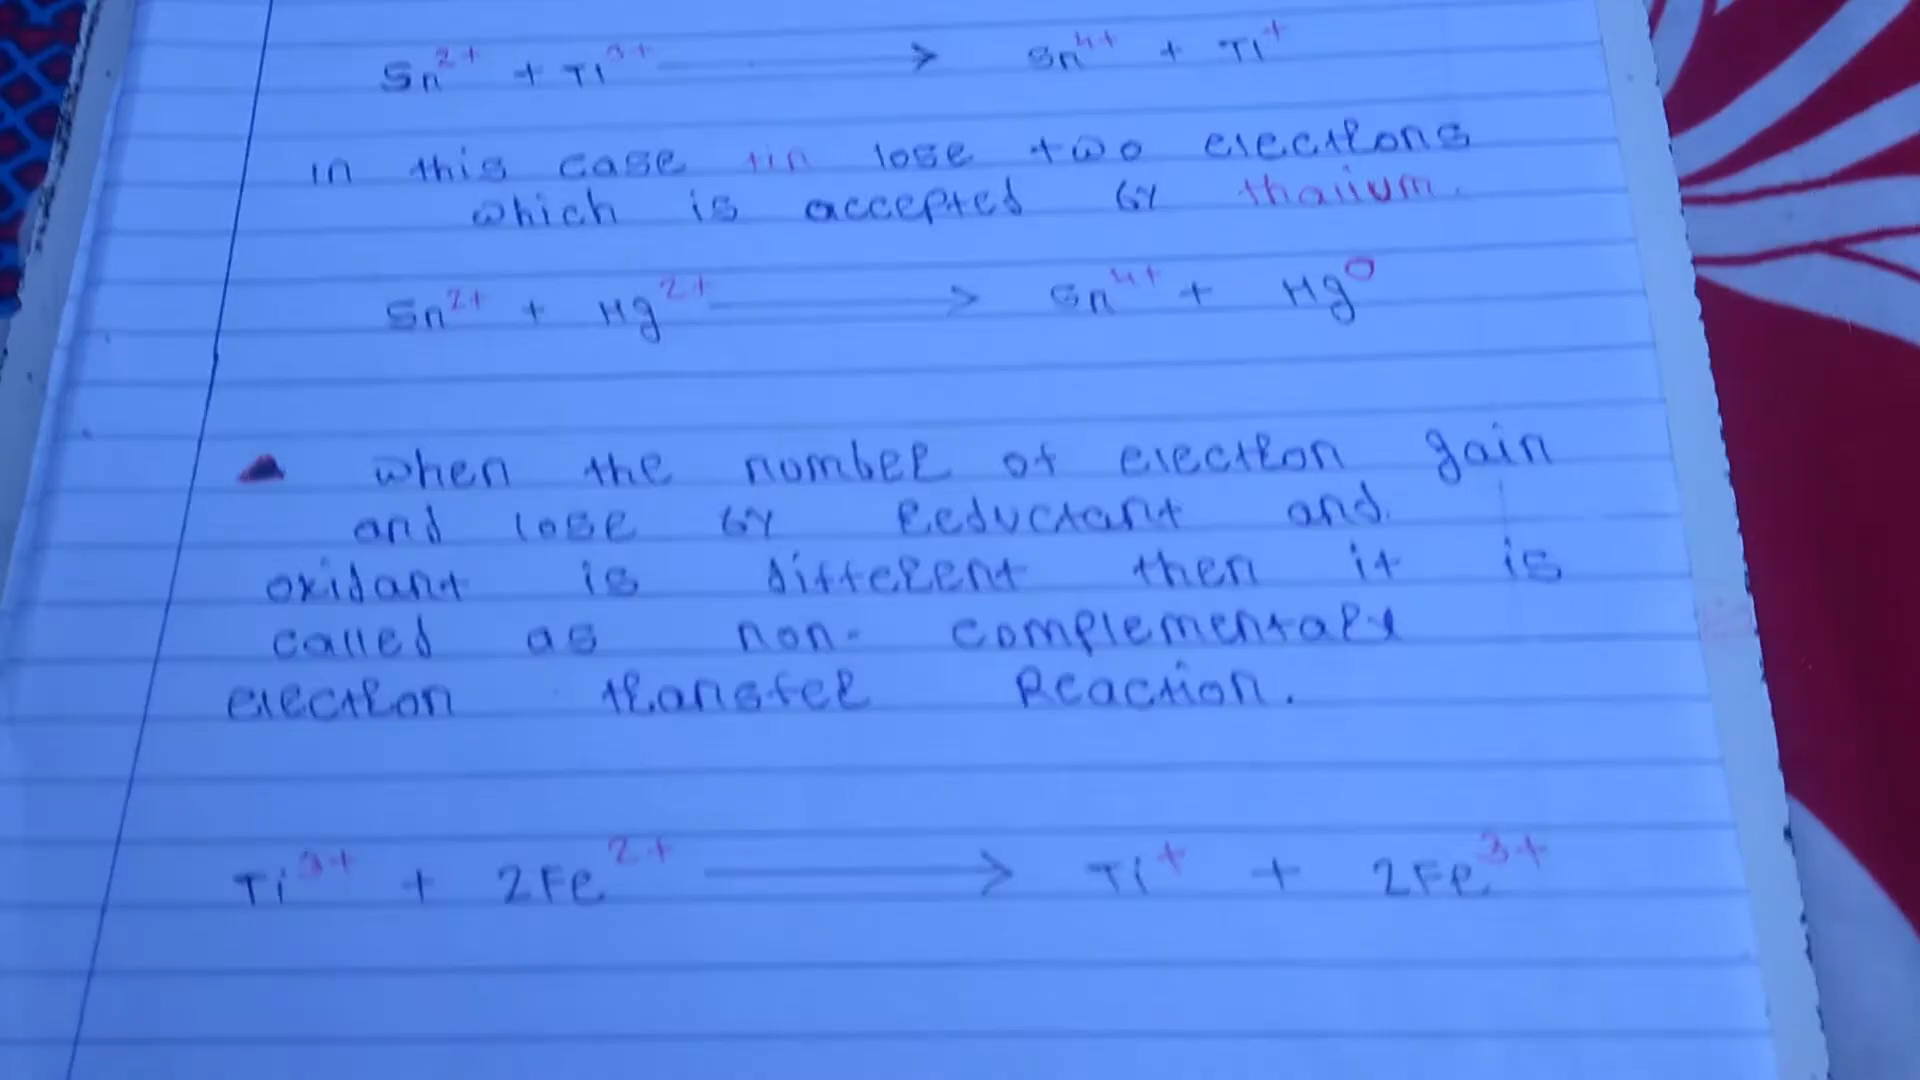 Sn²⁺ + Tl³⁺ → Sn⁴⁺ + Tl⁺
in this case tin lose two electrons
which is accepted by thalium.
Sn²⁺ + Hg²⁺ → Sn⁴⁺ + Hg⁰
when the number of electron gain
and lose by Reductant and
oxidant is different then it is
called as non- complementary
electron transfer Reaction.
Ti³⁺ + 2Fe²⁺ → Ti⁺ + 2Fe³⁺